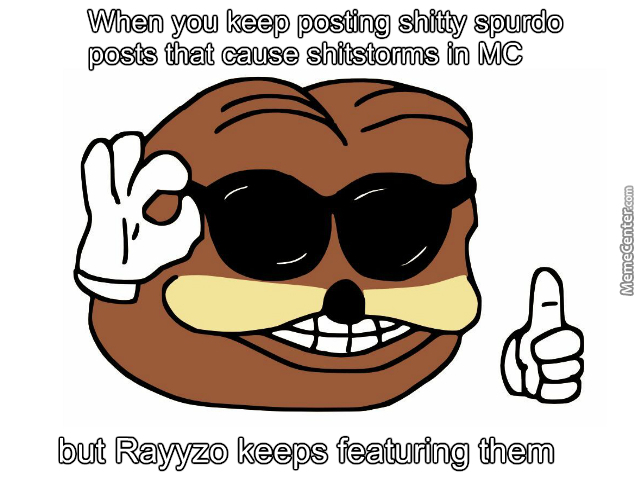 When you keep posting shitty spurdo
posts that cause shitstorms in MC
MemeCenter.com
but Rayyzo keeps featuring them